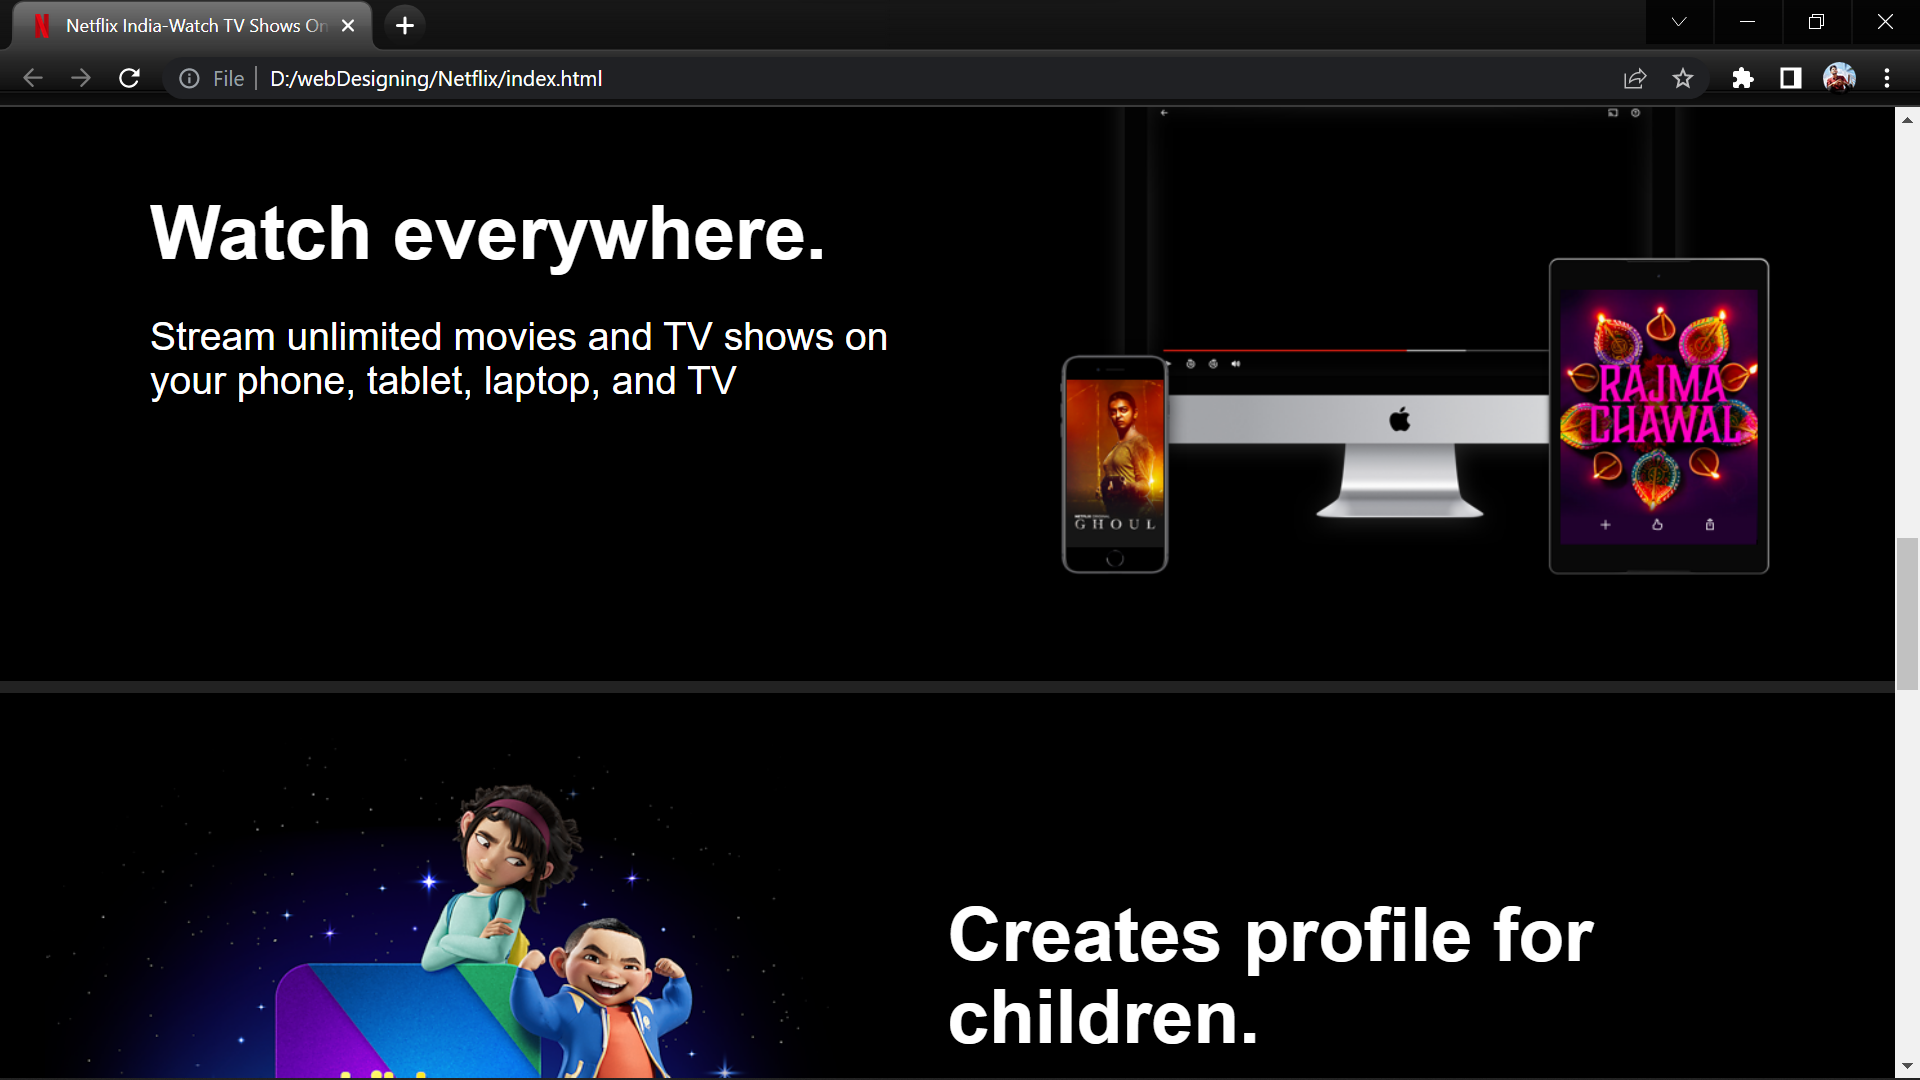 Netflix India-Watch TV Shows On
File
D:/webDesigning/Netflix/index.html
Watch everywhere.
Stream unlimited movies and TV shows on
your phone, tablet, laptop, and TV
RAJMA
CHAWAL
GHOUL
Creates profile for
children.